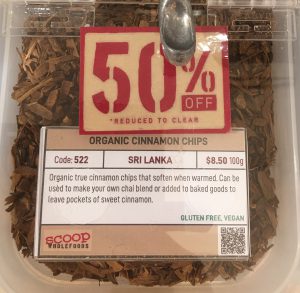 50% OFF
*REDUCED TO CLEAR
ORGANIC CINNAMON CHIPS
Code: 522 SRI LANKA $8.50 100g
Organic true cinnamon chips that soften when warmed. Can be
used to make your own chai blend or added to baked goods to
leave pockets of sweet cinnamon.
GLUTEN FREE, VEGAN
scoop
WHOLEFOODS